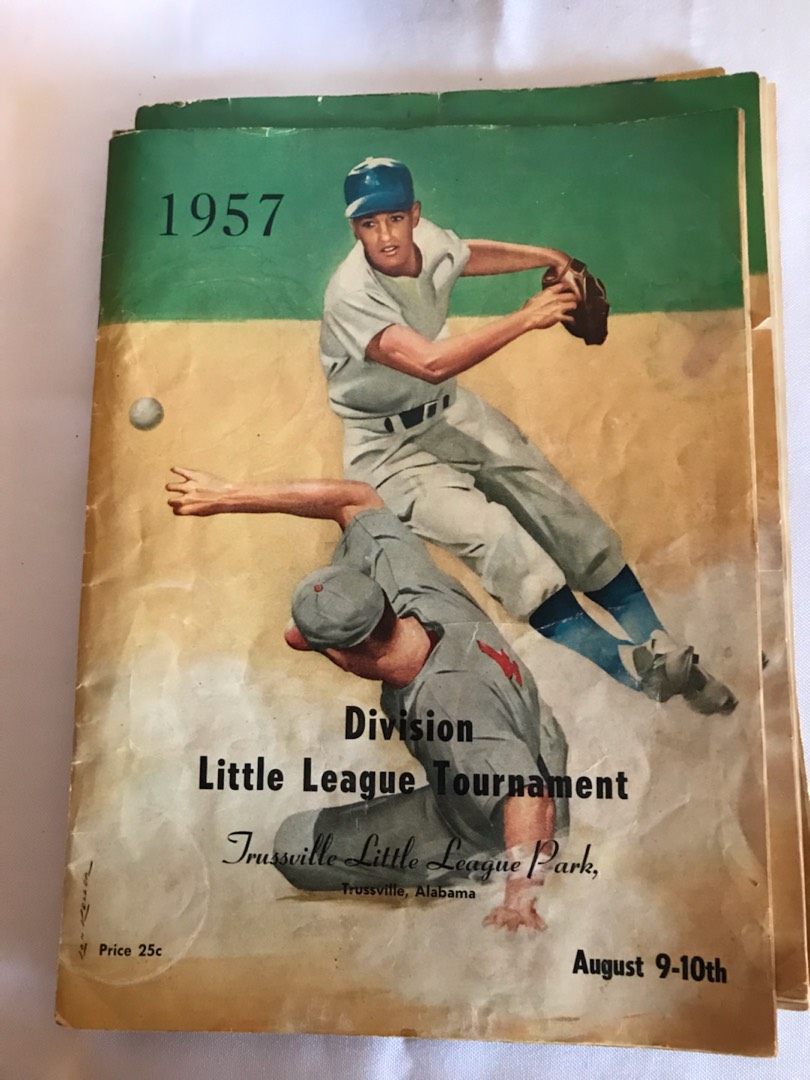 1957
Division
Little League Tournament
Trussville Little League Park,
Trussville, Alabama
Price 25c
August 9-10th